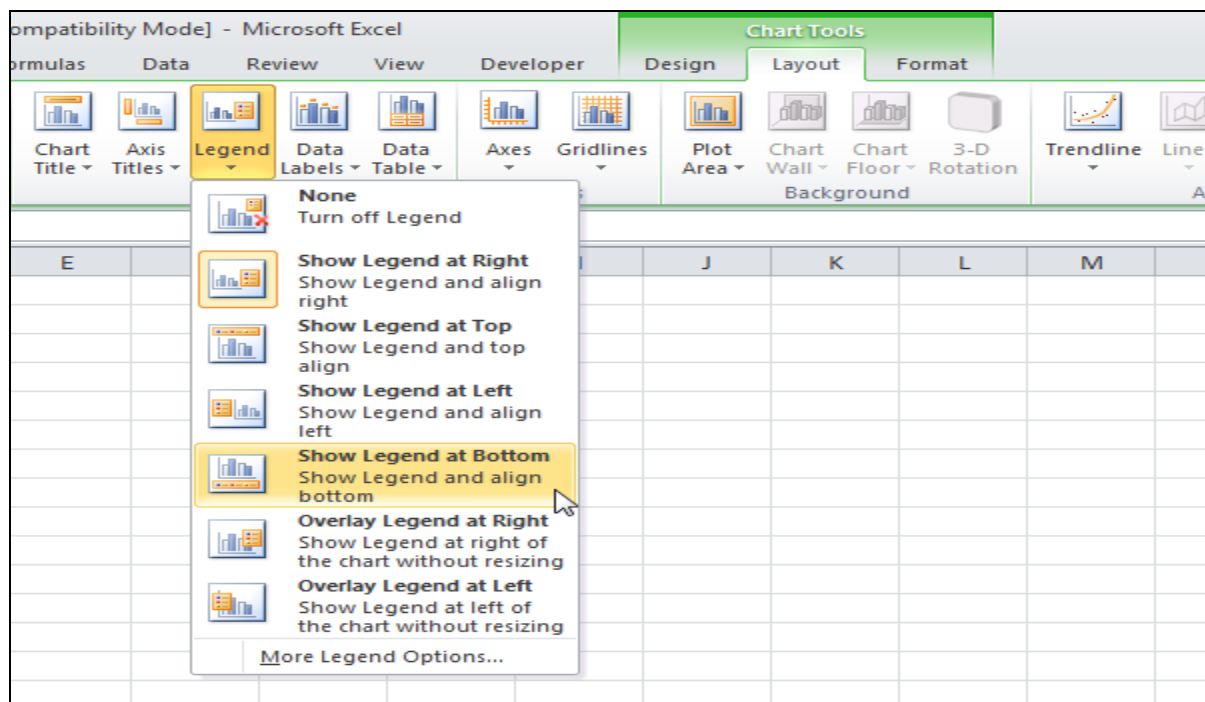 ompatibility Mode] - Microsoft Excel
Chart Tools
ormulas Data Review View Developer Design Layout Format
Chart Title
Axis Titles
Legend
Data Labels
Data Table
Axes
Gridlines
Plot Area
Chart Wall
Chart Floor
3-D Rotation
Trendline
Line
Background
A
None
Turn off Legend
Show Legend at Right
Show Legend and align
right
Show Legend at Top
Show Legend and top
align
Show Legend at Left
Show Legend and align
left
Show Legend at Bottom
Show Legend and align
bottom
Overlay Legend at Right
Show Legend at right of
the chart without resizing
Overlay Legend at Left
Show Legend at left of
the chart without resizing
More Legend Options...
E J K L M